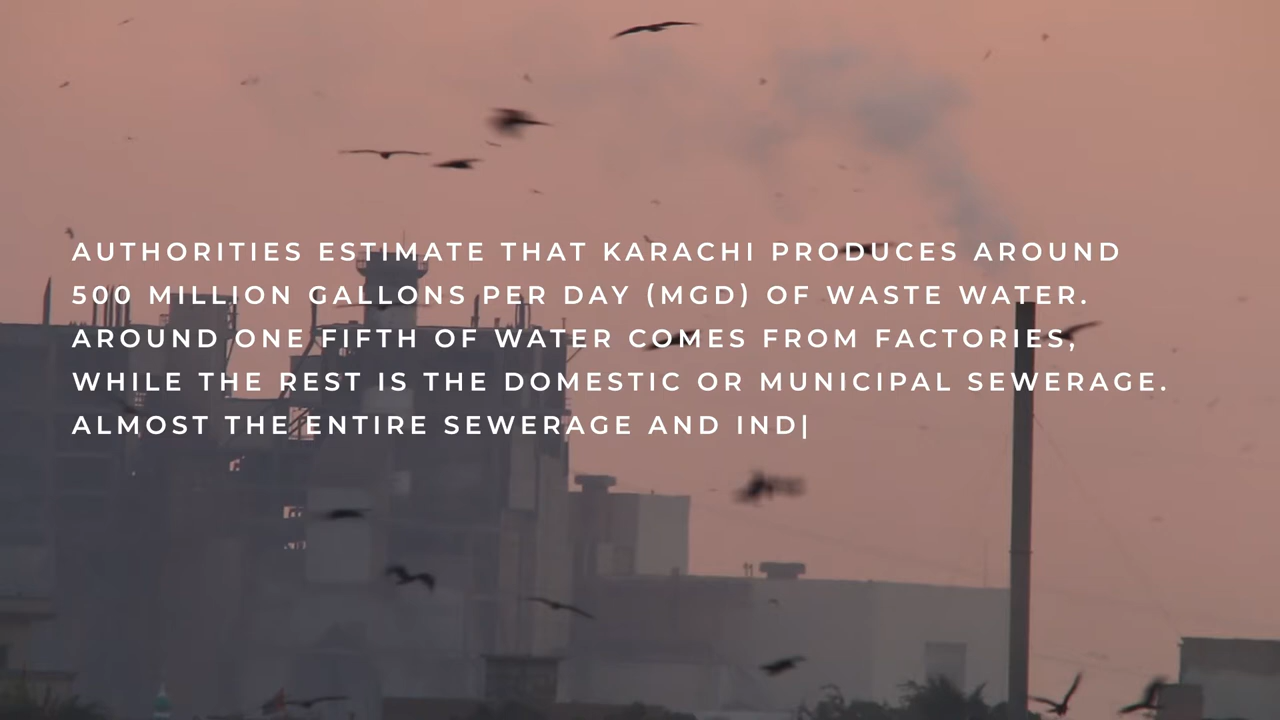 AUTHORITIES ESTIMATE THAT KARACHI PRODUCES AROUND
500 MILLION GALLONS PER DAY (MGD) OF WASTE WATER.
AROUND ONE FIFTH OF WATER COMES FROM FACTORIES,
WHILE THE REST IS THE DOMESTIC OR MUNICIPAL SEWERAGE.
ALMOST THE ENTIRE SEWERAGE AND IND|